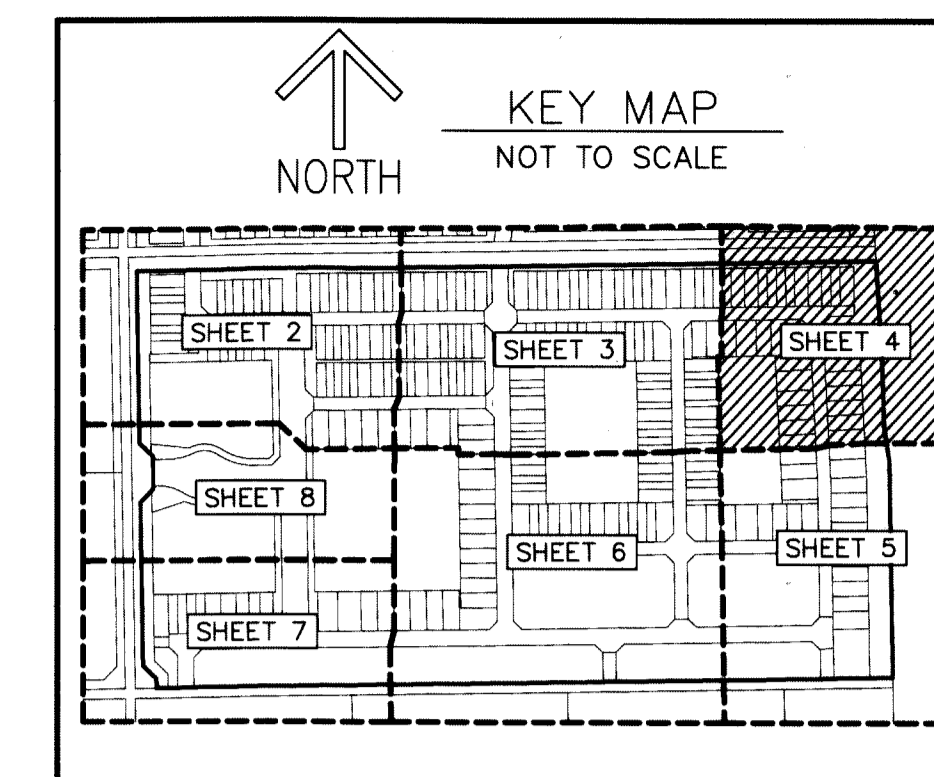 KEY MAP
NOT TO SCALE
NORTH
SHEET 2
SHEET 3
SHEET 4
SHEET 8
SHEET 6
SHEET 5
SHEET 7